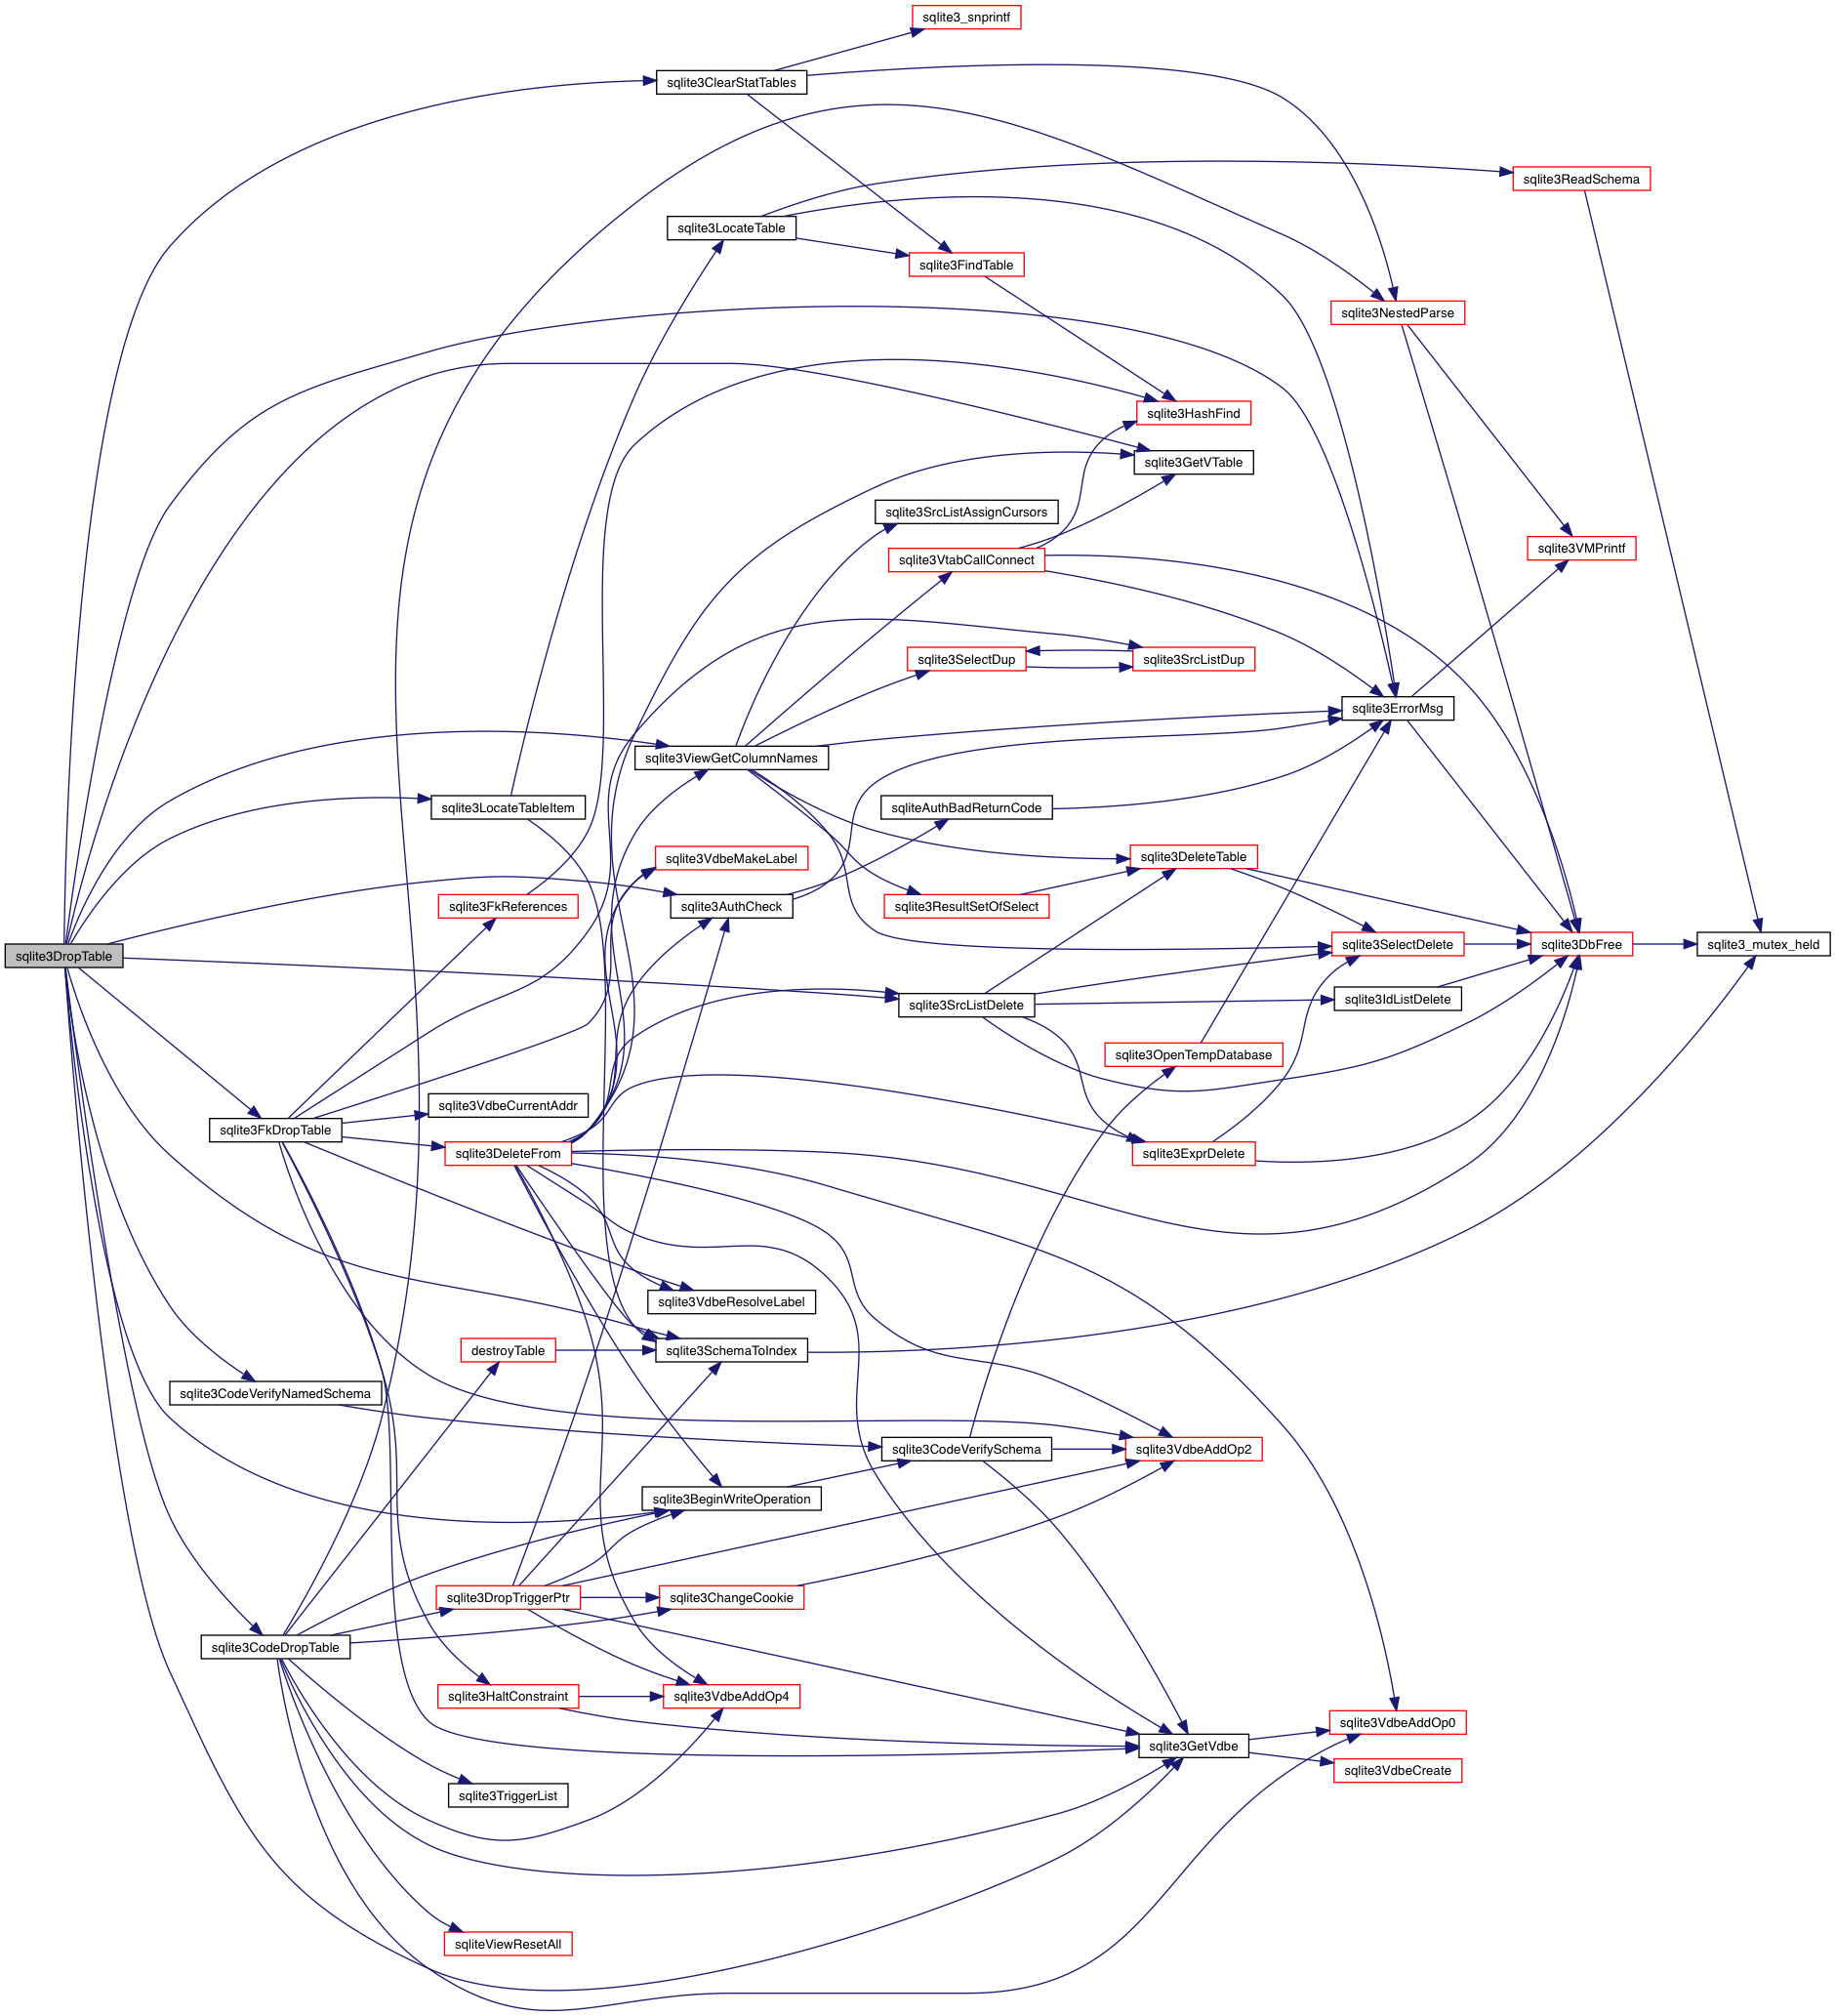 sqlite3_snprintf
sqlite3ClearStatTables
sqlite3ReadSchema
sqlite3LocateTable
sqlite3FindTable
sqlite3NestedParse
sqlite3HashFind
sqlite3GetVTable
sqlite3SrcListAssignCursors
sqlite3VMPrintf
sqlite3VtabCallConnect
sqlite3SelectDup
sqlite3SrcListDup
sqlite3ErrorMsg
sqlite3ViewGetColumnNames
sqlite3LocateTableItem
sqliteAuthBadReturnCode
sqlite3VdbeMakeLabel
sqlite3DeleteTable
sqlite3FkReferences
sqlite3AuthCheck
sqlite3ResultSetOfSelect
sqlite3DropTable
sqlite3SelectDelete
sqlite3DbFree
sqlite3_mutex_held
sqlite3SrcListDelete
sqlite3IdListDelete
sqlite3OpenTempDatabase
sqlite3VdbeCurrentAddr
sqlite3FkDropTable
sqlite3DeleteFrom
sqlite3ExprDelete
sqlite3VdbeResolveLabel
destroyTable
sqlite3SchemaToIndex
sqlite3CodeVerifyNamedSchema
sqlite3CodeVerifySchema
sqlite3VdbeAddOp2
sqlite3BeginWriteOperation
sqlite3DropTriggerPtr
sqlite3ChangeCookie
sqlite3CodeDropTable
sqlite3HaltConstraint
sqlite3VdbeAddOp4
sqlite3VdbeAddOp0
sqlite3GetVdbe
sqlite3VdbeCreate
sqlite3TriggerList
sqliteViewResetAll